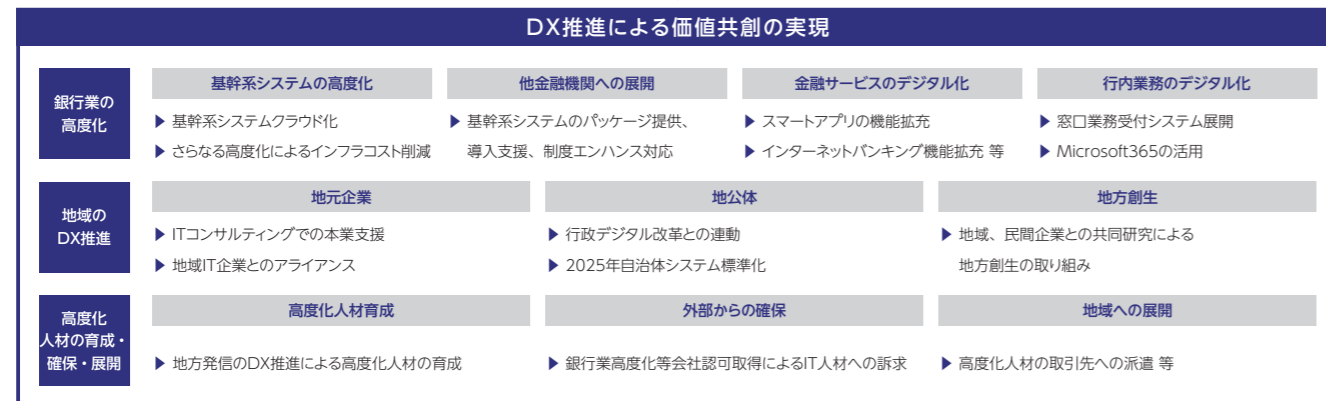 DX推進による価値共創の実現
銀行業の
高度化
基幹系システムの高度化
▶ 基幹系システムクラウド化
▶ さらなる高度化によるインフラコスト削減
他金融機関への展開
▶ 基幹系システムのパッケージ提供、
導入支援、制度エンハンス対応
金融サービスのデジタル化
▶ スマートアプリの機能拡充
▶ インターネットバンキング機能拡充 等
行内業務のデジタル化
▶ 窓口業務受付システム展開
▶ Microsoft365の活用
地域の
DX推進
地元企業
▶ ITコンサルティングでの本業支援
▶ 地域IT企業とのアライアンス
地公体
▶ 行政デジタル改革との連動
▶ 2025年自治体システム標準化
地方創生
▶ 地域、民間企業との共同研究による
地方創生の取り組み
高度化
人材の育成・
確保・展開
高度化人材育成
▶ 地方発信のDX推進による高度化人材の育成
外部からの確保
▶ 銀行業高度化等会社認可取得によるIT人材への訴求
地域への展開
▶ 高度化人材の取引先への派遣 等